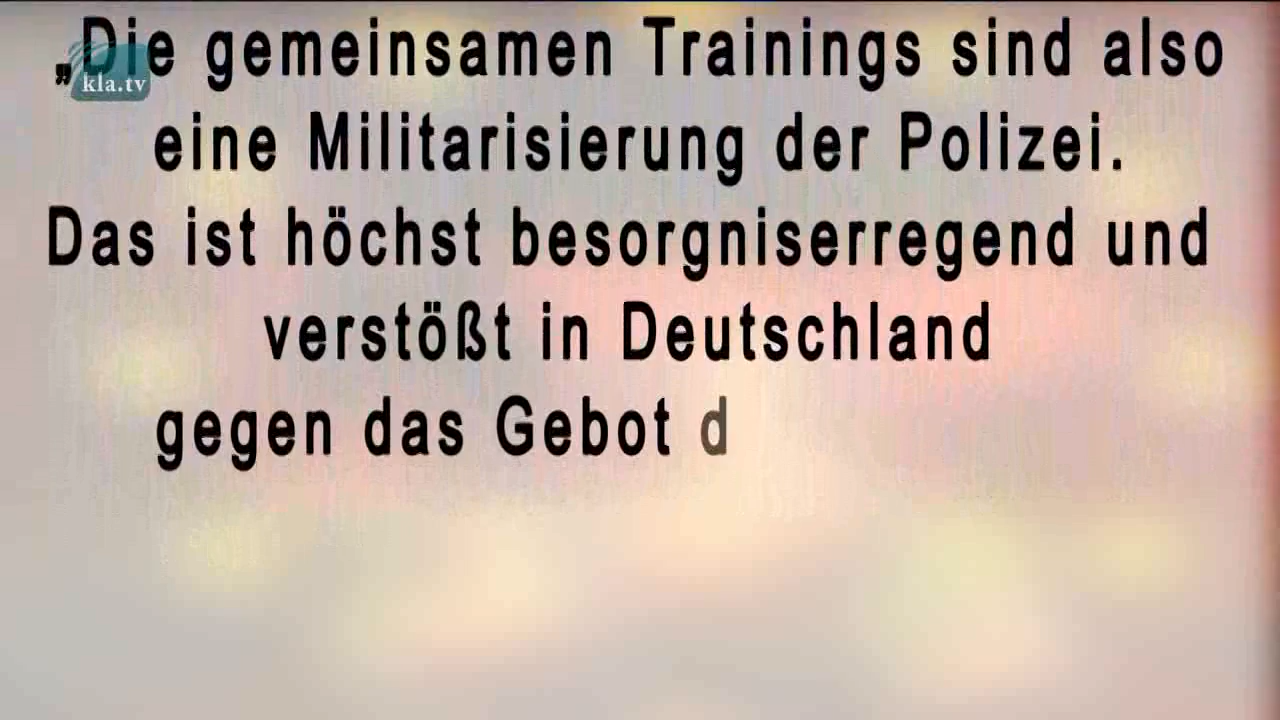 „Die gemeinsamen Trainings sind also
kla.tv
eine Militarisierung der Polizei.
Das ist höchst besorgniserregend und
verstößt in Deutschland
gegen das Gebot d